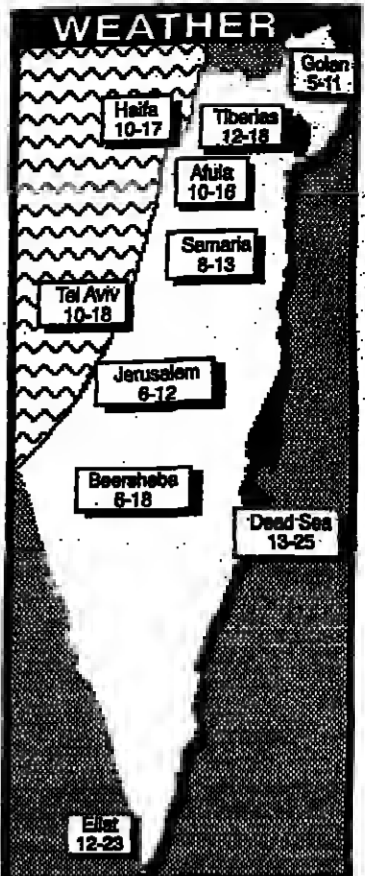 WEATHER
Golan
5-11
Haifa
10-17
Tiberias
12-18
Afula
10-16
Samaria
8-13
Tel Aviv
10-18
Jerusalem
6-12
Beersheba
6-18
Dead Sea
13-25
Eilat
12-23